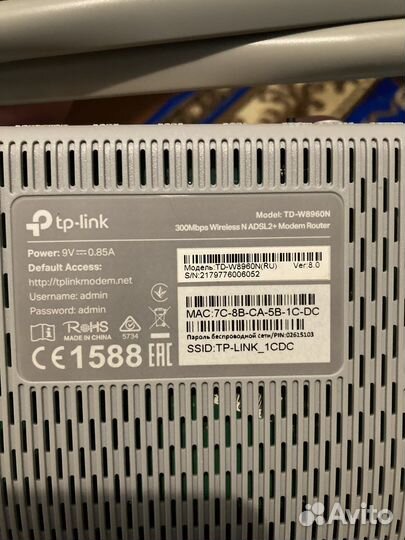 tp-link
Model: TD-W8960N
300Mbps Wireless N ADSL2+ Modem Router
Power: 9V⎓0.85A
Default Access:
http://tplinkmodem.net
Username: admin
Password: admin
Модель:TD-W8960N(RU) Ver:8.0
S/N:2179776006052
MAC:7C-8B-CA-5B-1C-DC
Пароль беспроводной сети/PIN:02615103
SSID:TP-LINK_1CDC
RoHS
MADE IN CHINA
5734
CE1588 EAC
Avito